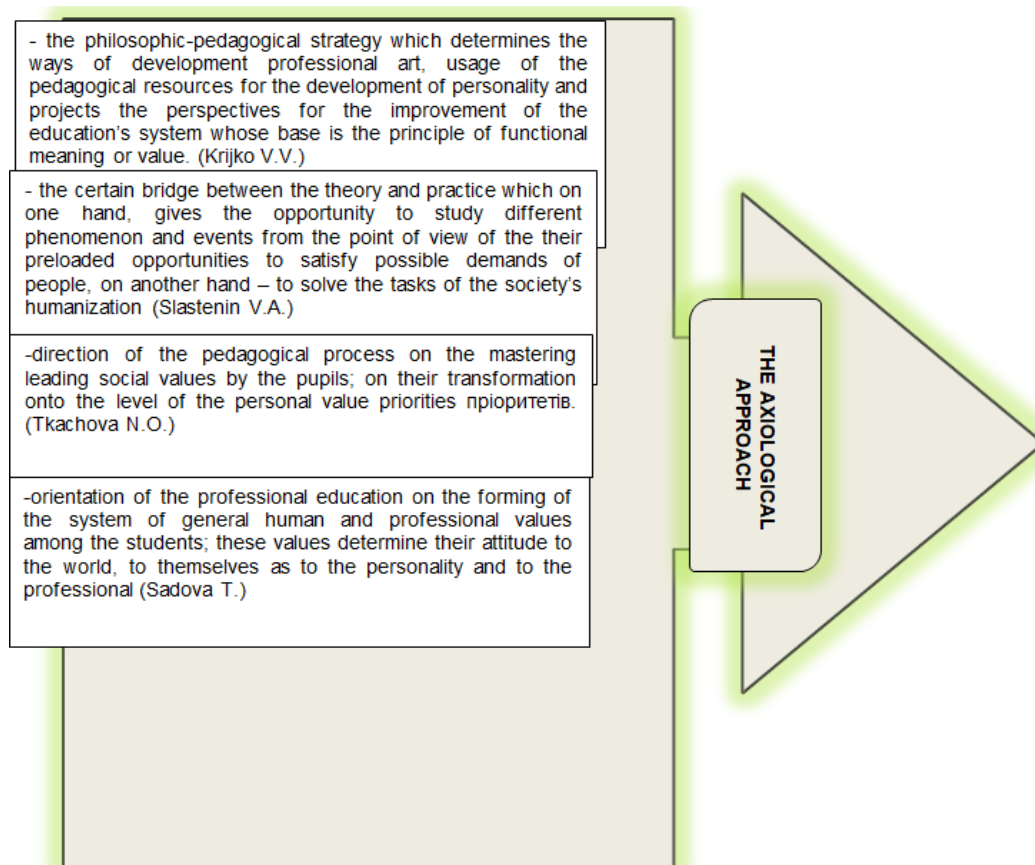 - the philosophic-pedagogical strategy which determines the
ways of development professional art, usage of the
pedagogical resources for the development of personality and
projects the perspectives for the improvement of the
education's system whose base is the principle of functional
meaning or value. (Krijko V.V.)
- the certain bridge between the theory and practice which on
one hand, gives the opportunity to study different
phenomenon and events from the point of view of the their
preloaded opportunities to satisfy possible demands of
people, on another hand – to solve the tasks of the society's
humanization (Slastenin V.A.)
-direction of the pedagogical process on the mastering
leading social values by the pupils; on their transformation
onto the level of the personal value priorities пріоритетів.
(Tkachova N.O.)
-orientation of the professional education on the forming of
the system of general human and professional values
among the students; these values determine their attitude to
the world, to themselves as to the personality and to the
professional (Sadova T.)
THE AXIOLOGICAL
APPROACH